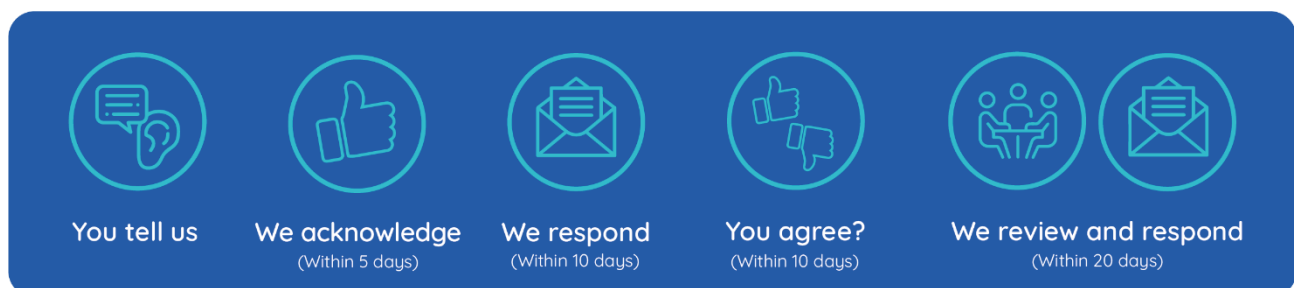 You tell us
We acknowledge
(Within 5 days)
We respond
(Within 10 days)
You agree?
(Within 10 days)
We review and respond
(Within 20 days)